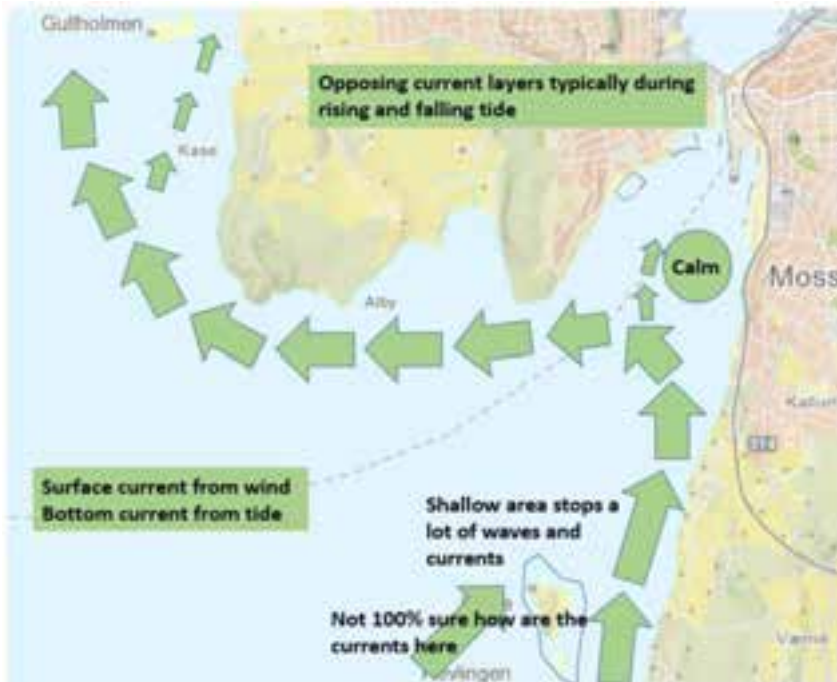 Gullholmen
Opposing current layers typically during
rising and falling tide
Kase
Calm
Moss
Alby
Surface current from wind
Bottom current from tide
Shallow area stops a
lot of waves and
currents
Not 100% sure how are the
currents here